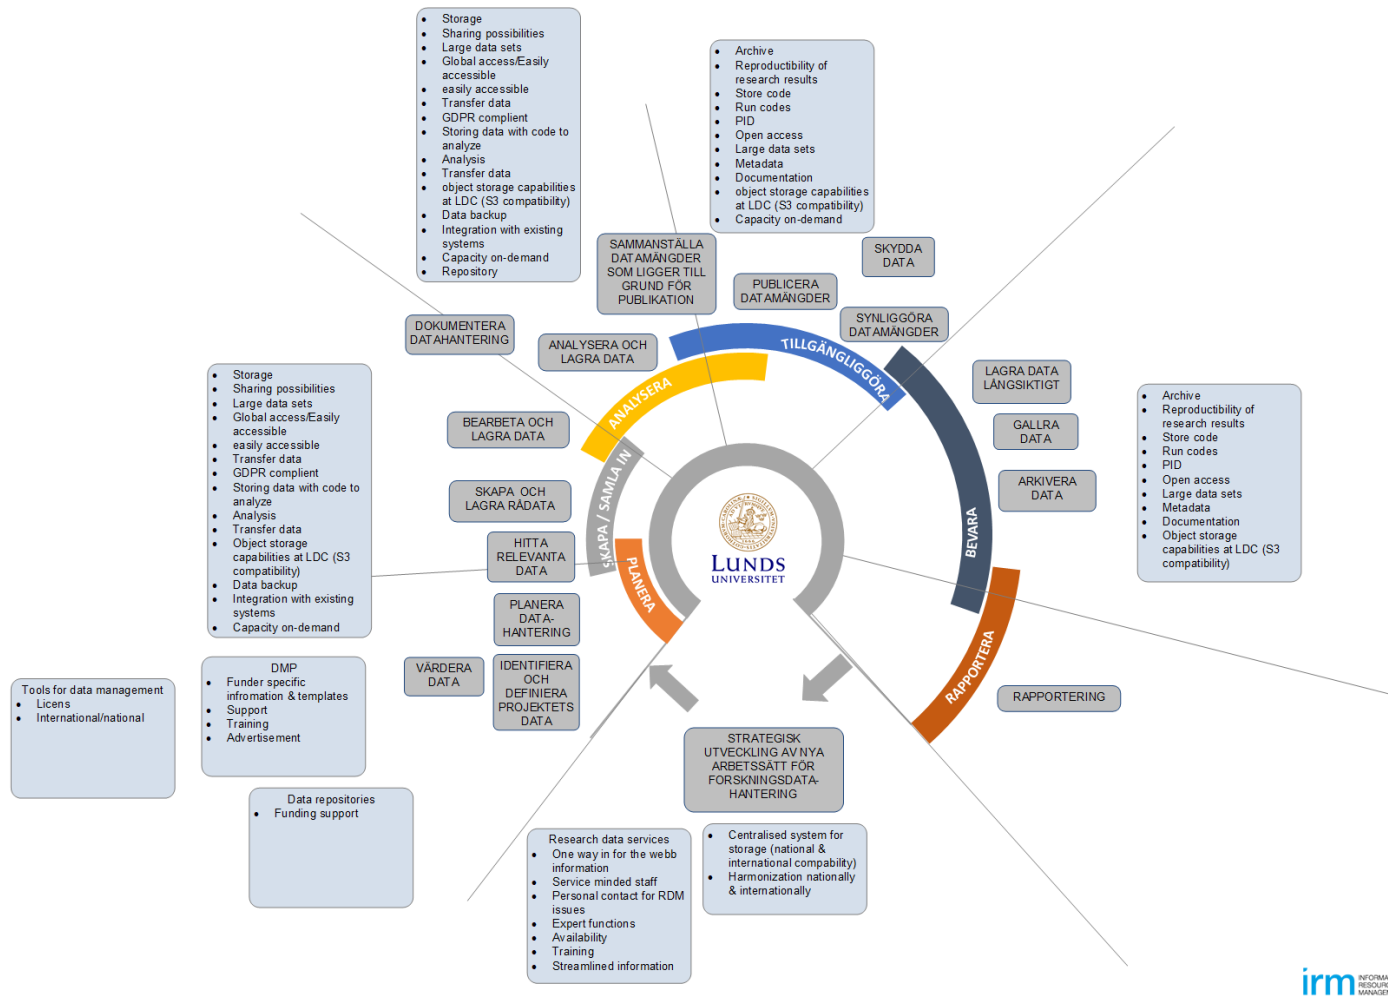 • Storage
• Sharing possibilities
• Large data sets
• Global access/Easily
accessible
• easily accessible
• Transfer data
• GDPR complient
• Storing data with code to
analyze
• Analysis
• Transfer data
• object storage capabilities
at LDC (S3 compatibility)
• Data backup
• Integration with existing
systems
• Capacity on-demand
• Repository
• Archive
• Reproductibility of
research results
• Store code
• Run codes
• PID
• Open access
• Large data sets
• Metadata
• Documentation
• object storage capabilities
at LDC (S3 compatibility)
• Capacity on-demand
SAMMANSTÄLLA
DATAMÄNGDER
SOM LIGGER TILL
GRUND FÖR
PUBLIKATION
SKYDDA
DATA
PUBLICERA
DATAMÄNGDER
SYNLIGGÖRA
DATAMÄNGDER
DOKUMENTERA
DATAHANTERING
ANALYSERA OCH
LAGRA DATA
TILLGÄNGLIGGÖRA
ANALYSERA
LAGRA DATA
LÅNGSIKTIGT
• Storage
• Sharing possibilities
• Large data sets
• Global access/Easily
accessible
• easily accessible
• Transfer data
• GDPR complient
• Storing data with code to
analyze
• Analysis
• Transfer data
• Object storage
capabilities at LDC (S3
compatibility)
• Data backup
• Integration with existing
systems
• Capacity on-demand
BEARBETA OCH
LAGRA DATA
GALLRA
DATA
• Archive
• Reproductibility of
research results
• Store code
• Run codes
• PID
• Open access
• Large data sets
• Metadata
• Documentation
• Object storage
capabilities at LDC (S3
compatibility)
SKAPA / SAMLA IN
SKAPA OCH
LAGRA RÅDATA
ARKIVERA
DATA
BEVARA
HITTA
RELEVANTA
DATA
PLANERA
LUNDS
UNIVERSITET
PLANERA
DATA-
HANTERING
RAPPORTERA
VÄRDERA
DATA
IDENTIFIERA
OCH
DEFINIERA
PROJEKTETS
DATA
RAPPORTERING
Tools for data management
• Licens
• International/national
DMP
• Funder specific
infromation & templates
• Support
• Training
• Advertisement
STRATEGISK
UTVECKLING AV NYA
ARBETSSÄTT FÖR
FORSKNINGSDATA-
HANTERING
Data repositories
• Funding support
Research data services
• One way in for the webb
information
• Service minded staff
• Personal contact for RDM
issues
• Expert functions
• Availability
• Training
• Streamlined information
• Centralised system for
storage (national &
international compability)
• Harmonization nationally
& internationally
irm